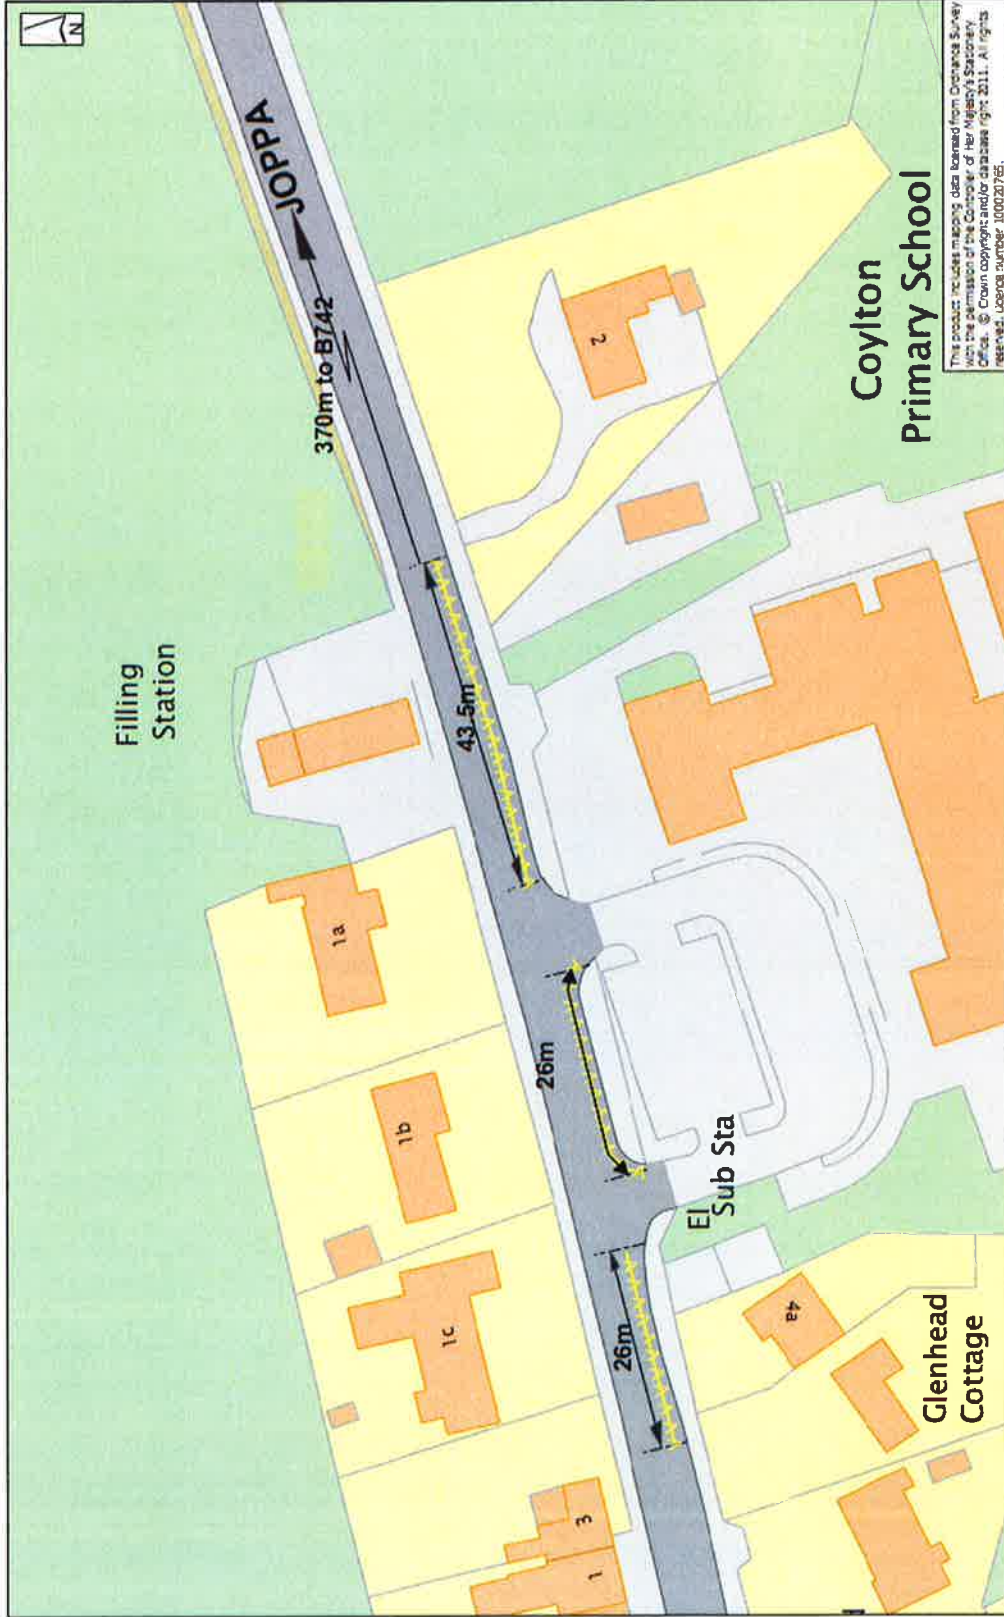 N
JOPPA
370m to B742
Filling
Station
43.5m
2
Coylton
Primary School
1a
26m
1b
El
Sub Sta
1c
26m
4a
Glenhead
Cottage
3
1
This product includes mapping data licensed from Ordnance Survey
with the permission of the Controller of Her Majesty's Stationery
Office. © Crown copyright and/or database right 2011. All rights
reserved. Licence number 100020765.